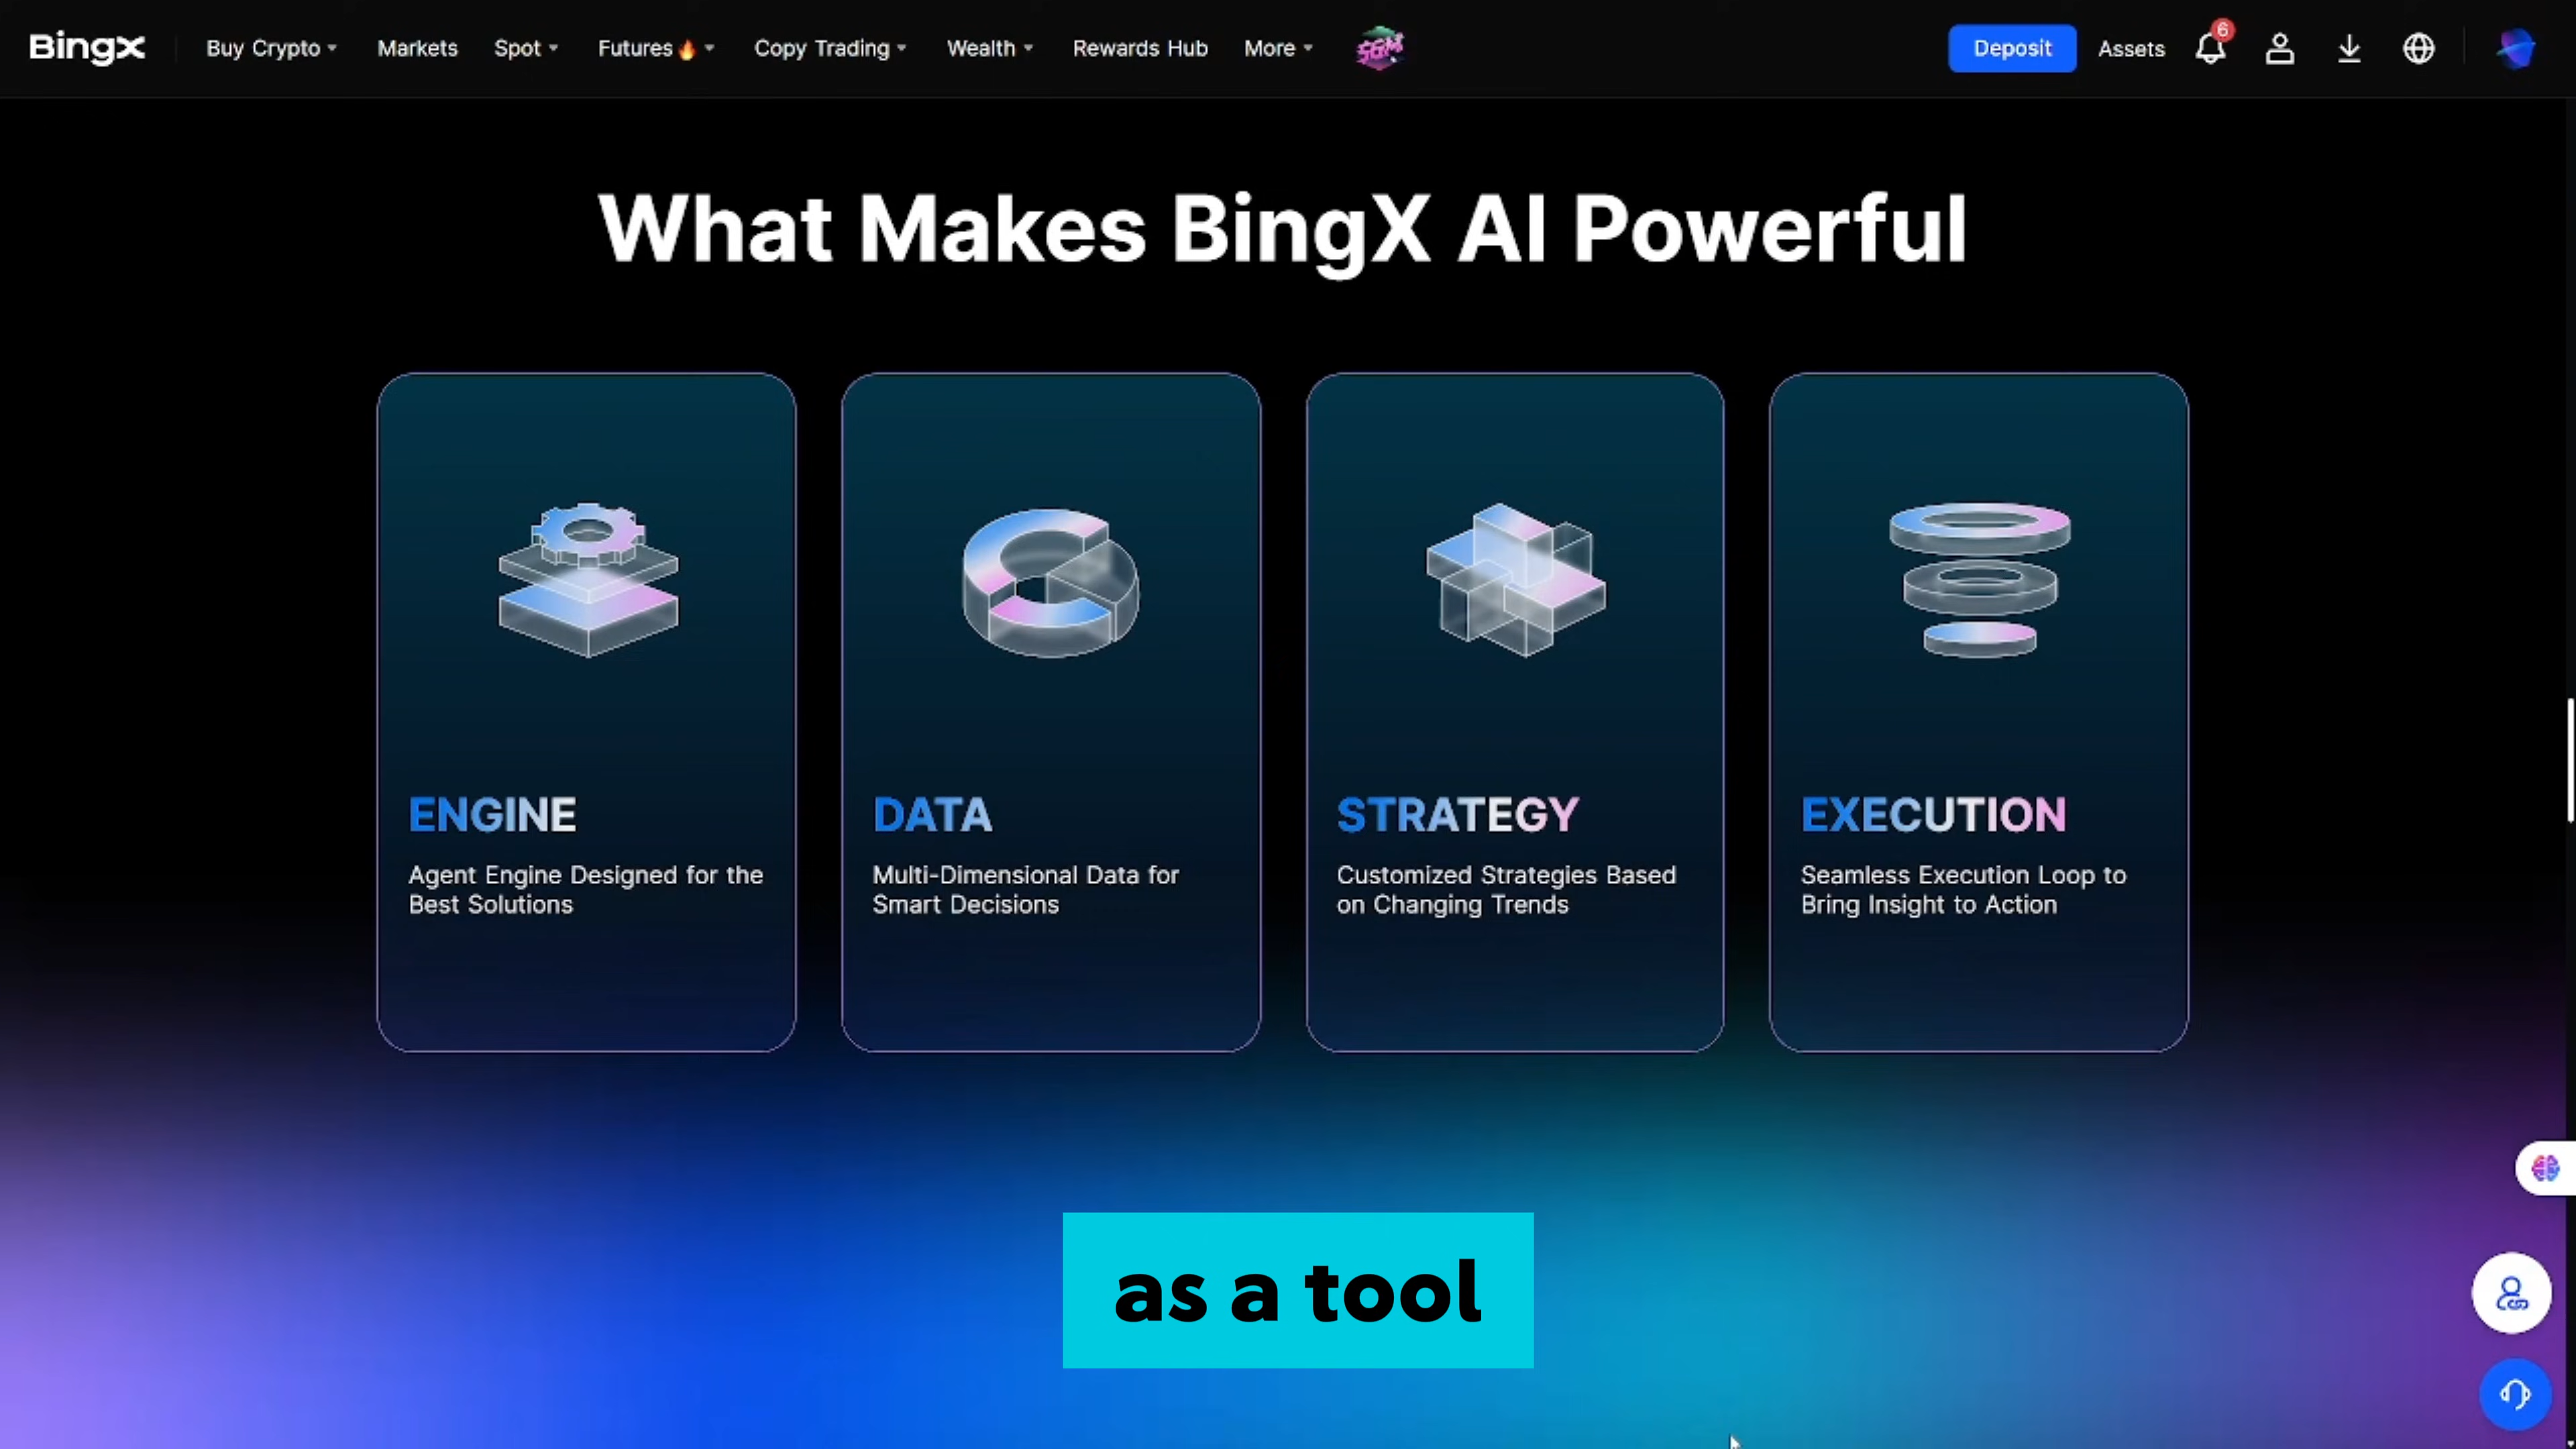 BingX
Buy Crypto
Markets
Spot
Futures
Copy Trading
Wealth
Rewards Hub
More
Deposit
Assets
6
What Makes BingX AI Powerful
ENGINE
Agent Engine Designed for the
Best Solutions
DATA
Multi-Dimensional Data for
Smart Decisions
STRATEGY
Customized Strategies Based
on Changing Trends
EXECUTION
Seamless Execution Loop to
Bring Insight to Action
as a tool